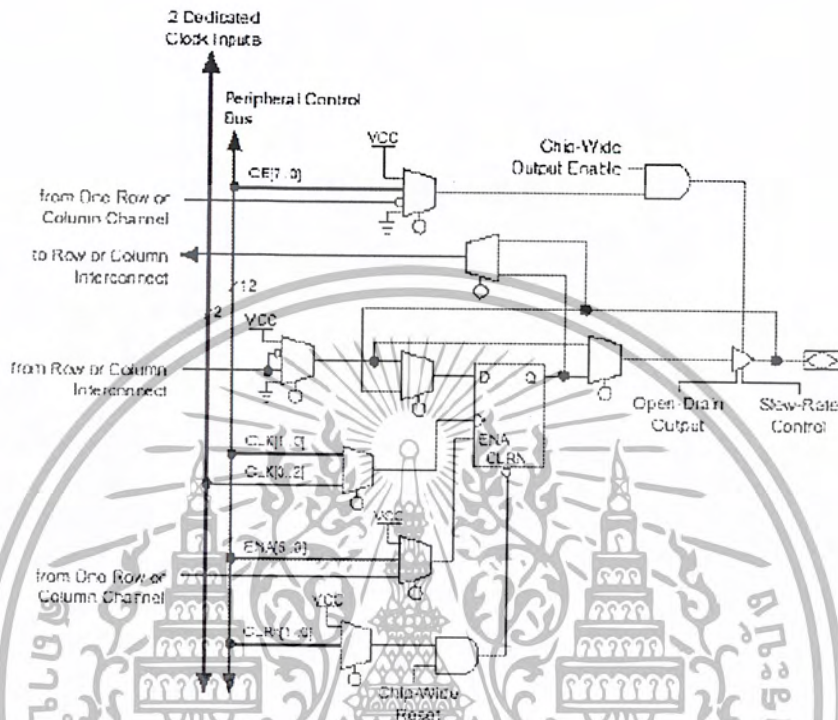 2 Dedicated
Clock Inputs
Peripheral Control
Bus
VCC
Chip-Wide
Output Enable
OE[7..0]
from One Row or
Column Channel
to Row or Column
Interconnect
12
2
VCC
from Row or Column
Interconnect
D Q
ENA
CLRN
Open-Drain
Output
Slew-Rate
Control
CLK[1..0]
CLK[3..2]
VCC
ENA[5..0]
from One Row or
Column Channel
VCC
CLRn[1..0]
Chip-Wide
Reset